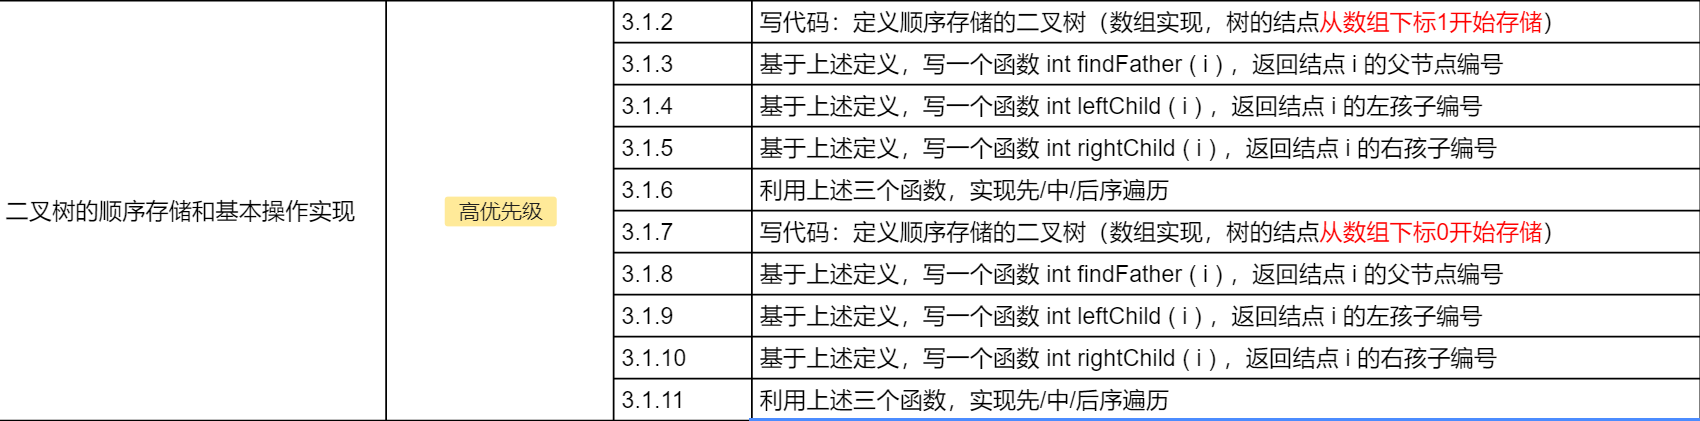 3.1.2 写代码：定义顺序存储的二叉树（数组实现，树的结点从数组下标1开始存储）
3.1.3 基于上述定义，写一个函数 int findFather ( i ) ，返回结点 i 的父节点编号
3.1.4 基于上述定义，写一个函数 int leftChild ( i ) ，返回结点 i 的左孩子编号
3.1.5 基于上述定义，写一个函数 int rightChild ( i ) ，返回结点 i 的右孩子编号
3.1.6 利用上述三个函数，实现先/中/后序遍历
二叉树的顺序存储和基本操作实现 高优先级
3.1.7 写代码：定义顺序存储的二叉树（数组实现，树的结点从数组下标0开始存储）
3.1.8 基于上述定义，写一个函数 int findFather ( i ) ，返回结点 i 的父节点编号
3.1.9 基于上述定义，写一个函数 int leftChild ( i ) ，返回结点 i 的左孩子编号
3.1.10 基于上述定义，写一个函数 int rightChild ( i ) ，返回结点 i 的右孩子编号
3.1.11 利用上述三个函数，实现先/中/后序遍历